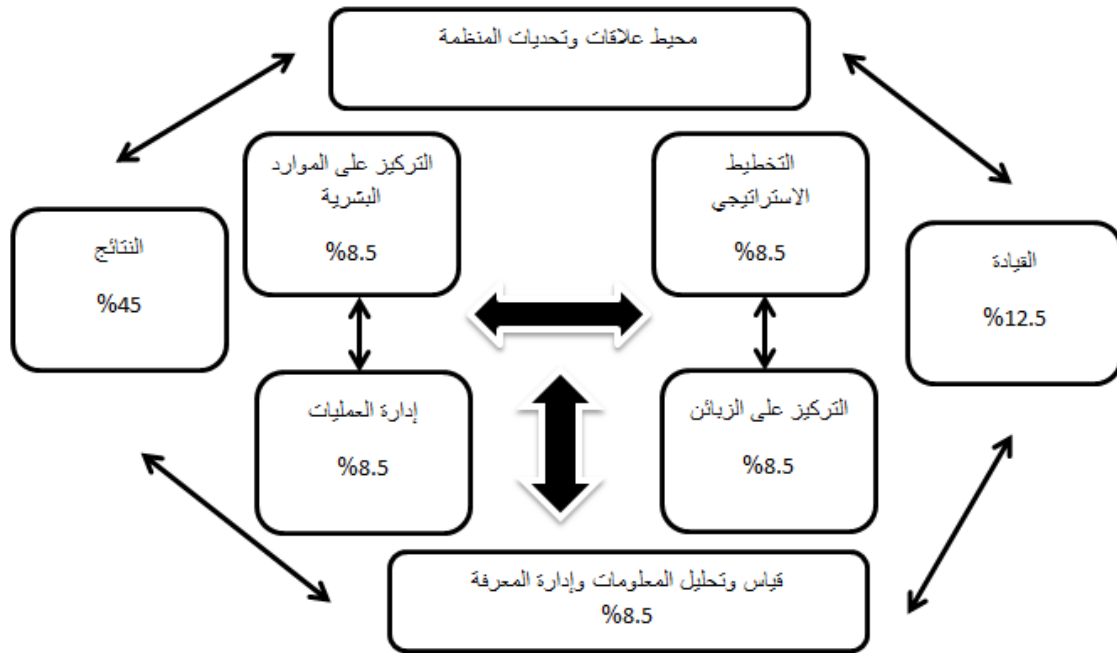 محيط علاقات وتحديات المنظمة
التخطيط
الاستراتيجي
%8.5
التركيز على الموارد
البشرية
%8.5
القيادة
%12.5
النتائج
%45
التركيز على الزبائن
%8.5
إدارة العمليات
%8.5
قياس وتحليل المعلومات وإدارة المعرفة
%8.5